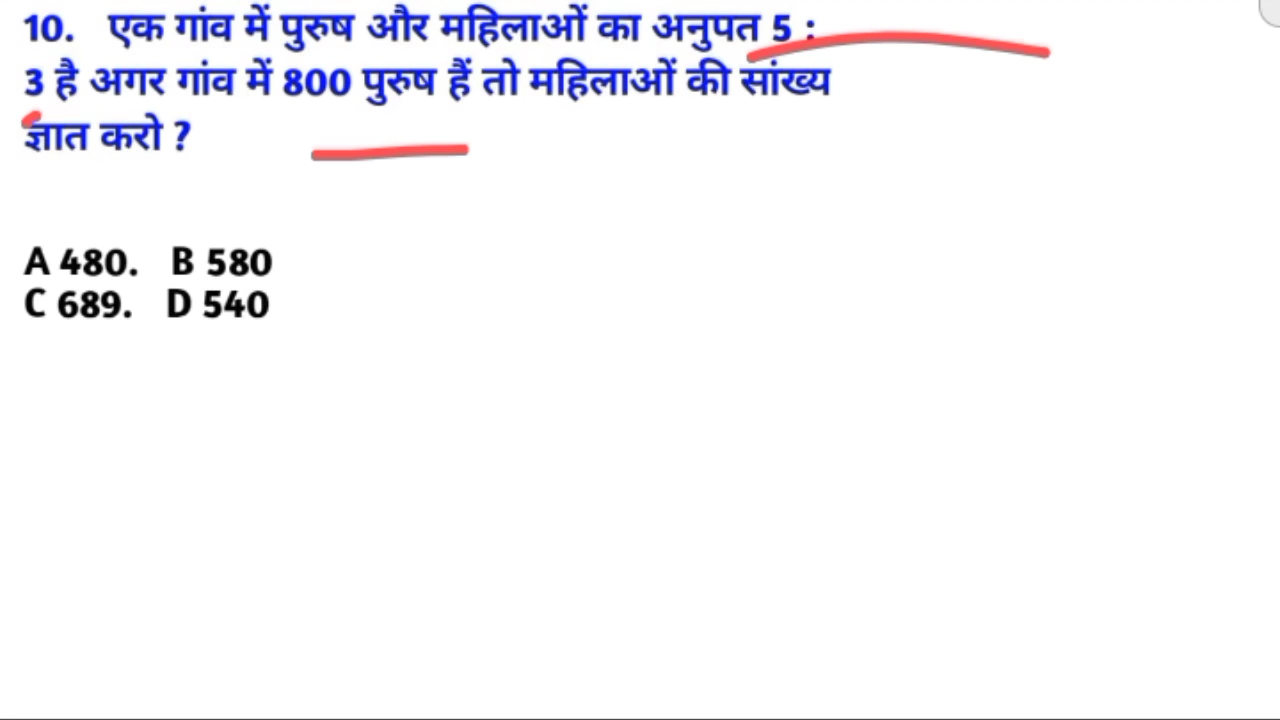 10. एक गांव में पुरुष और महिलाओं का अनुपत 5 :
3 है अगर गांव में 800 पुरुष हैं तो महिलाओं की सांख्य
ज्ञात करो ?
A 480. B 580
C 689. D 540